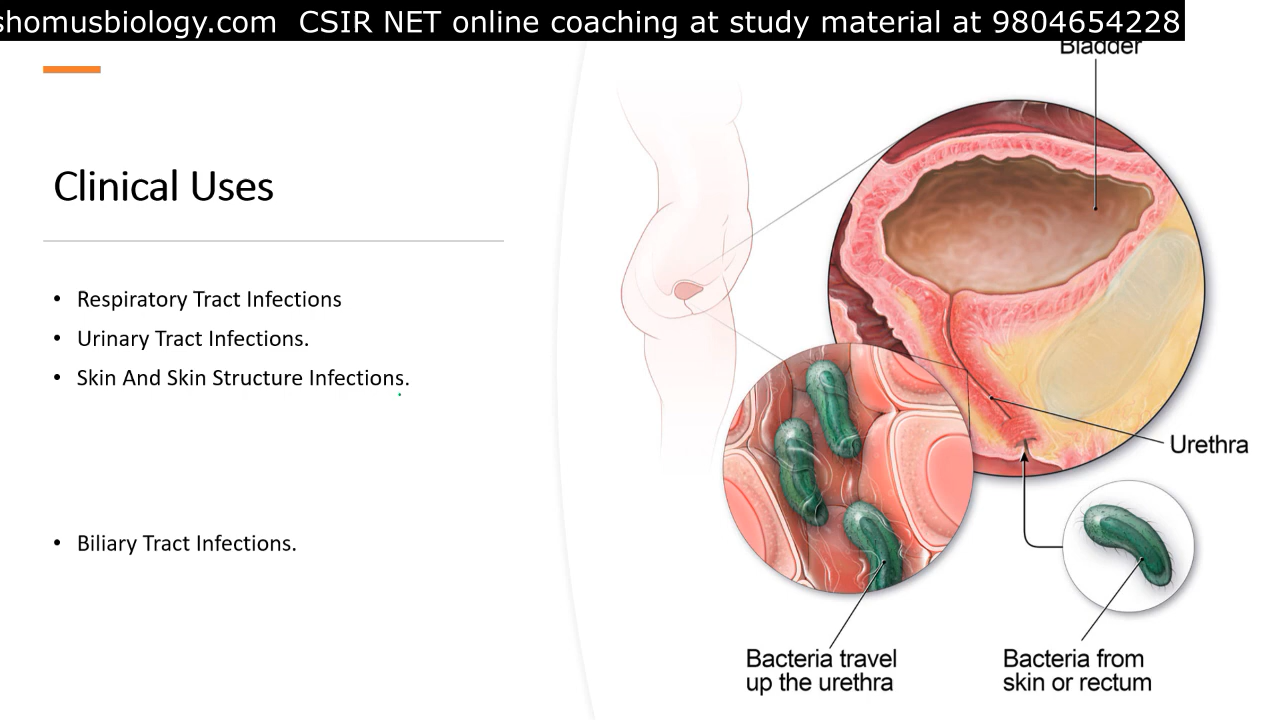 shomusbiology.com  CSIR NET online coaching at study material at 9804654228
Clinical Uses
• Respiratory Tract Infections
• Urinary Tract Infections.
• Skin And Skin Structure Infections.
• Biliary Tract Infections.
Bladder
Urethra
Bacteria travel
up the urethra
Bacteria from
skin or rectum